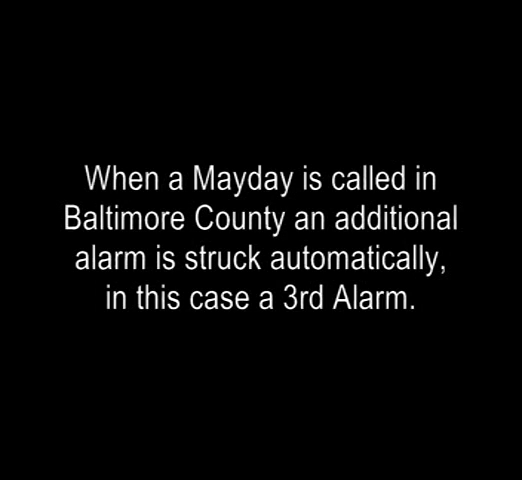 When a Mayday is called in
Baltimore County an additional
alarm is struck automatically,
in this case a 3rd Alarm.